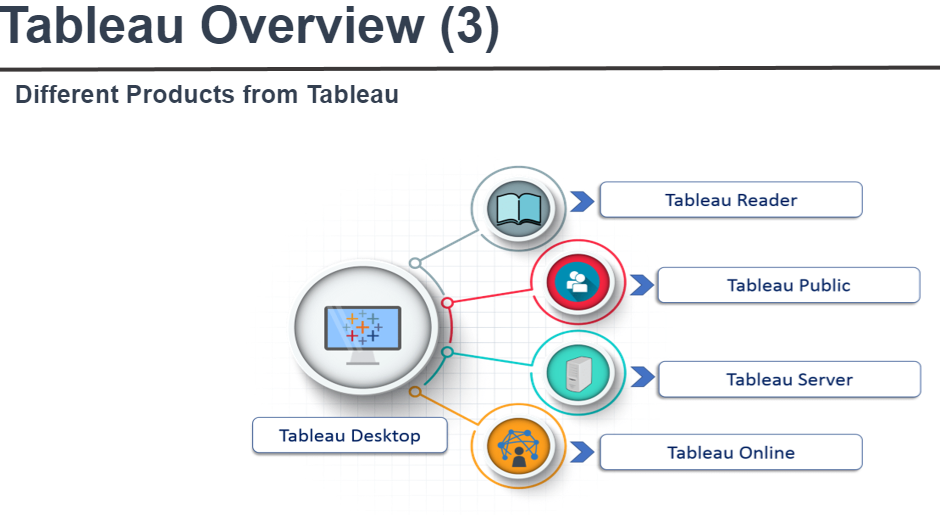 Tableau Overview (3)
Different Products from Tableau
Tableau Reader
Tableau Public
Tableau Server
Tableau Desktop
Tableau Online